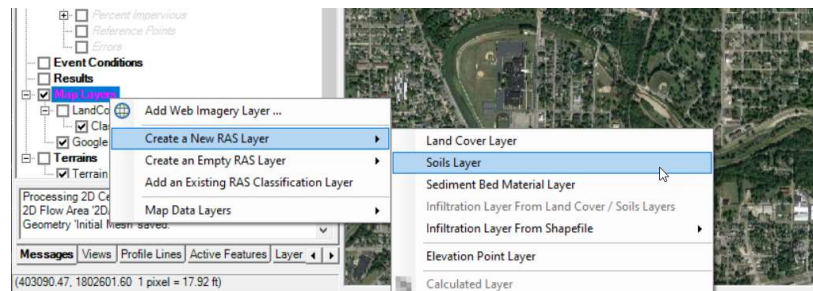 Percent Impervious
Reference Points
Errors
Event Conditions
Results
Map Layers
LandCo
Cla
Google
Terrains
Terrain
Add Web Imagery Layer ...
Create a New RAS Layer
Create an Empty RAS Layer
Add an Existing RAS Classification Layer
Map Data Layers
Land Cover Layer
Soils Layer
Sediment Bed Material Layer
Infiltration Layer From Land Cover / Soils Layers
Infiltration Layer From Shapefile
Elevation Point Layer
Calculated Layer
Processing 2D Ce
2D Flow Area '2D
Geometry 'Initial Mesh' saved.
Messages Views Profile Lines Active Features Layer
(403090.47, 1802601.60 1 pixel = 17.92 ft)